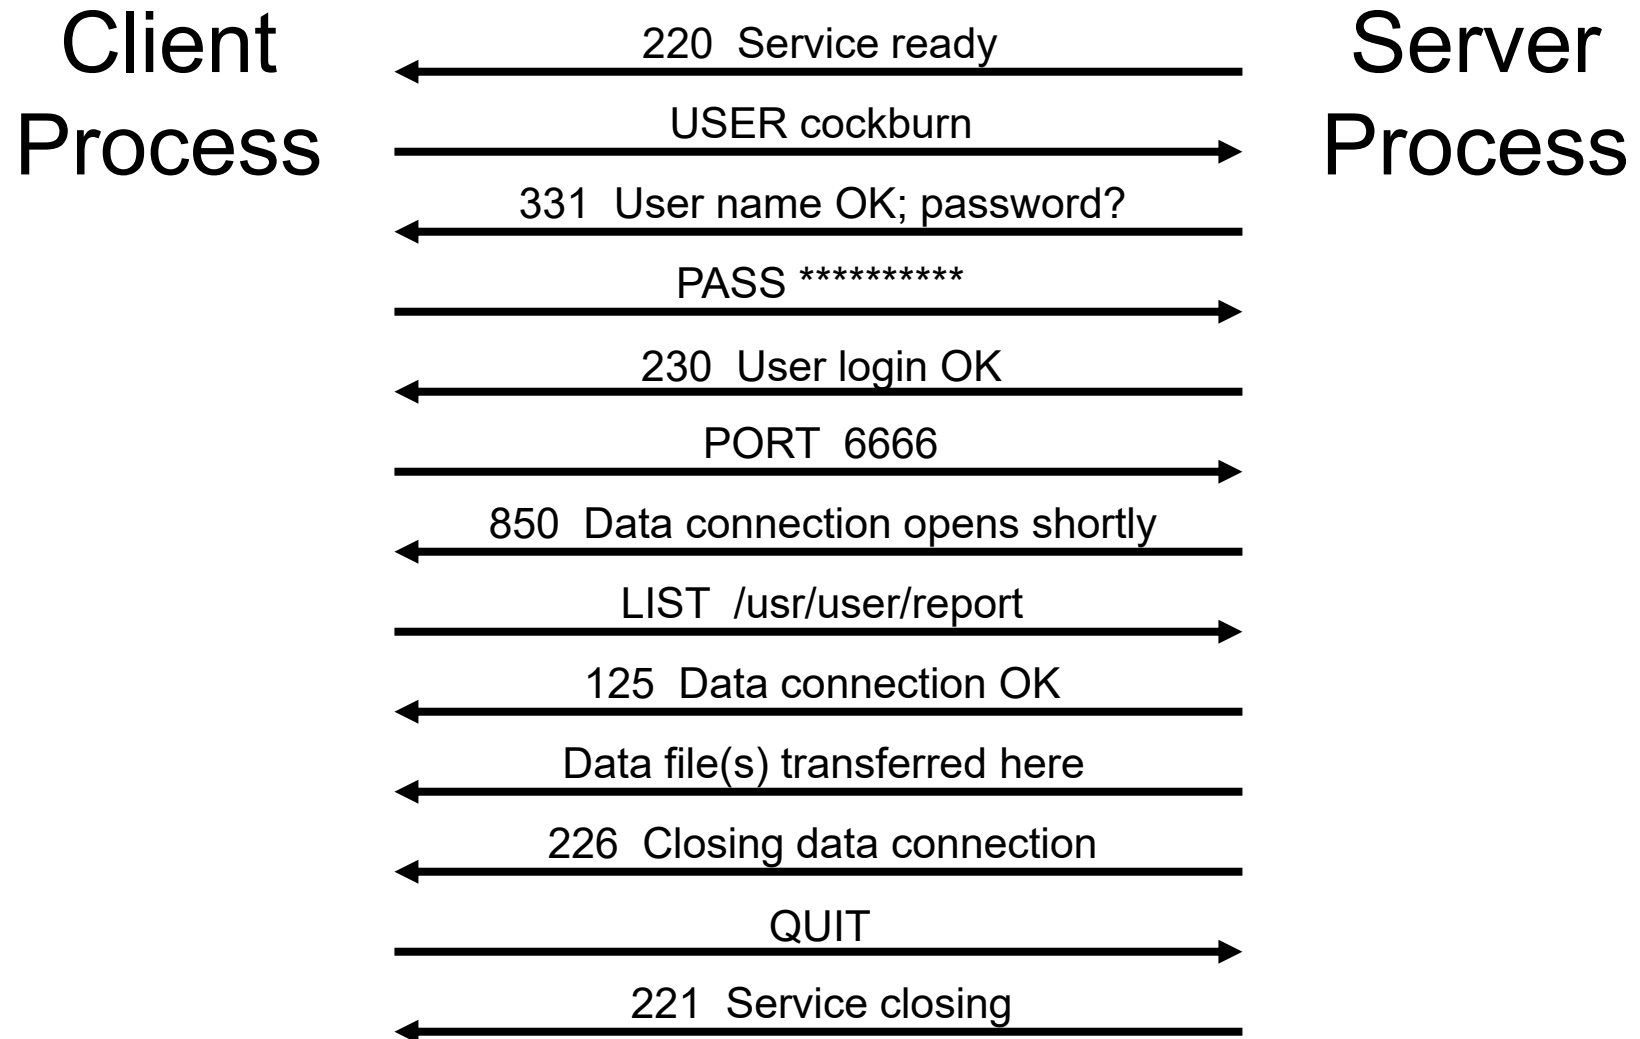 Client
Process
Server
Process
220 Service ready
USER cockburn
331 User name OK; password?
PASS **********
230 User login OK
PORT 6666
850 Data connection opens shortly
LIST /usr/user/report
125 Data connection OK
Data file(s) transferred here
226 Closing data connection
QUIT
221 Service closing